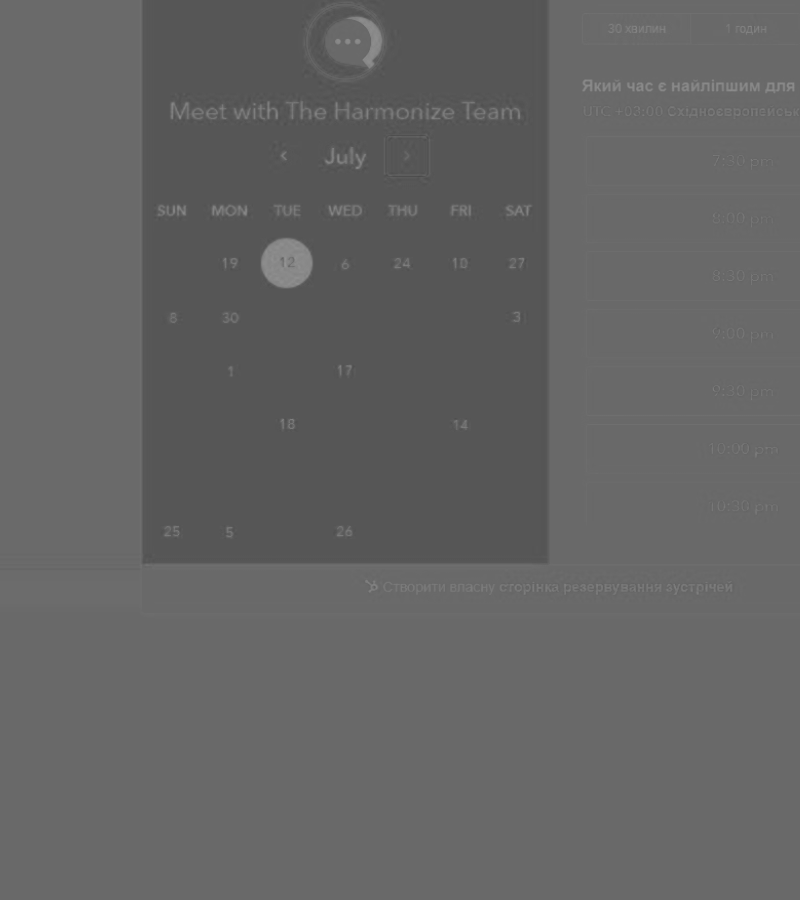 Meet with The Harmonize Team
July
SUN MON TUE WED THU FRI SAT
19 12 6 24 10 27
8 30 3
1 17
18 14
25 5 26
30 хвилин 1 годин
Який час є найліпшим для
UTC +02:00 Східноєвропейськ
7:30 pm
8:00 pm
8:30 pm
9:00 pm
9:30 pm
10:00 pm
10:30 pm
Створити власну сторінка резервування зустрічей